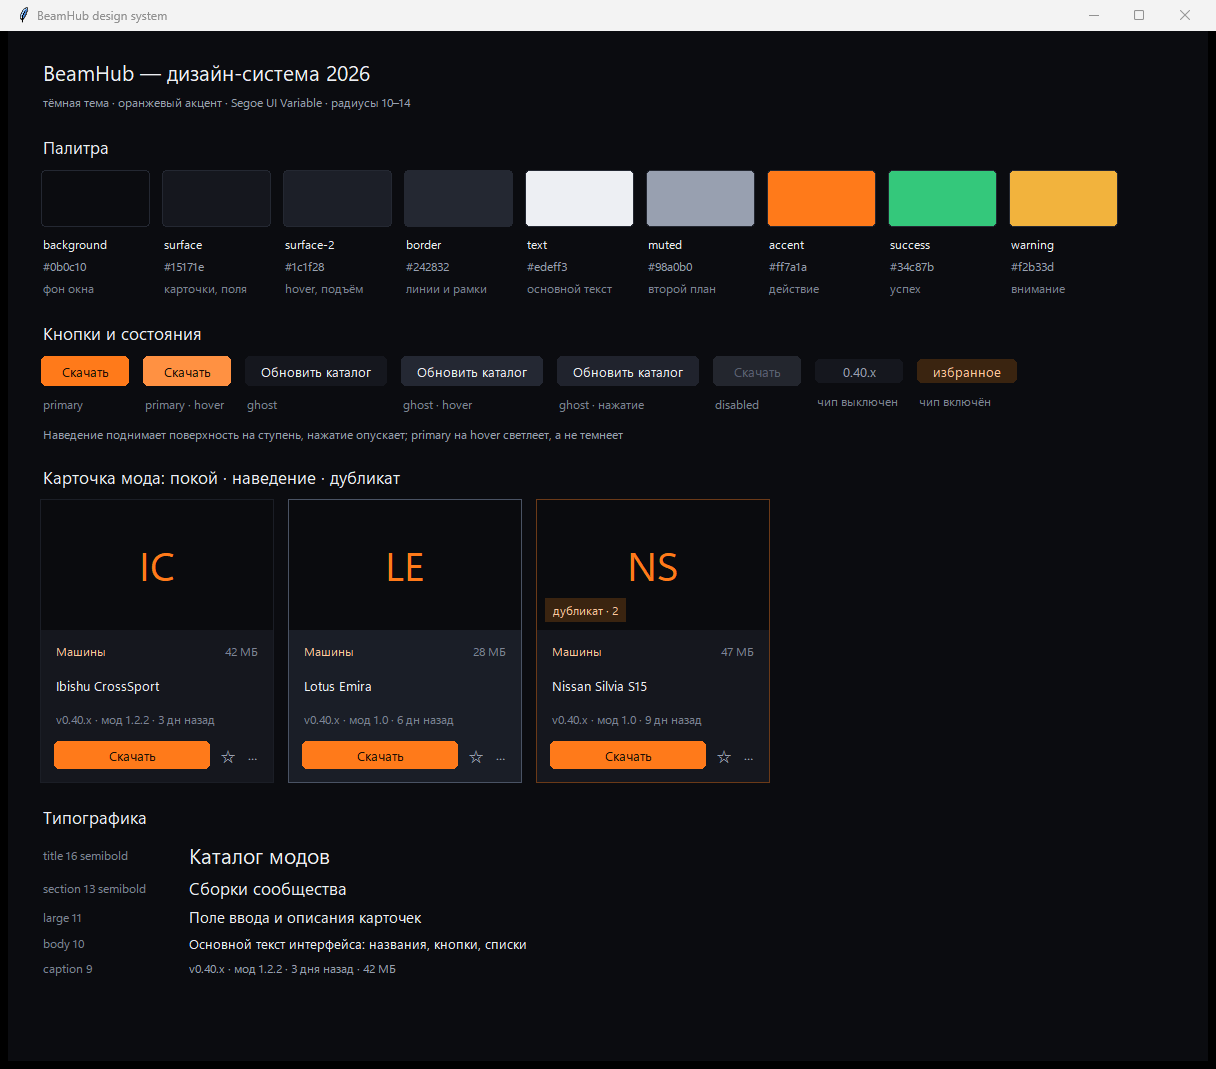 BeamHub design system
BeamHub — дизайн-система 2026
тёмная тема · оранжевый акцент · Segoe UI Variable · радиусы 10–14
Палитра
background surface surface-2 border text muted accent success warning
#0b0c10 #15171e #1c1f28 #242832 #edeff3 #98a0b0 #ff7a1a #34c87b #f2b33d
фон окна карточки, поля hover, подъём линии и рамки основной текст второй план действие успех внимание
Кнопки и состояния
Скачать Скачать Обновить каталог Обновить каталог Обновить каталог Скачать 0.40.x избранное
primary primary · hover ghost ghost · hover ghost · нажатие disabled чип выключен чип включён
Наведение поднимает поверхность на ступень, нажатие опускает; primary на hover светлеет, а не темнеет
Карточка мода: покой · наведение · дубликат
IC
Машины 42 МБ
Ibishu CrossSport
v0.40.x · мод 1.2.2 · 3 дн назад
Скачать ☆ ...
LE
Машины 28 МБ
Lotus Emira
v0.40.x · мод 1.0 · 6 дн назад
Скачать ☆ ...
NS
дубликат · 2
Машины 47 МБ
Nissan Silvia S15
v0.40.x · мод 1.0 · 9 дн назад
Скачать ☆ ...
Типографика
title 16 semibold Каталог модов
section 13 semibold Сборки сообщества
large 11 Поле ввода и описания карточек
body 10 Основной текст интерфейса: названия, кнопки, списки
caption 9 v0.40.x · мод 1.2.2 · 3 дня назад · 42 МБ